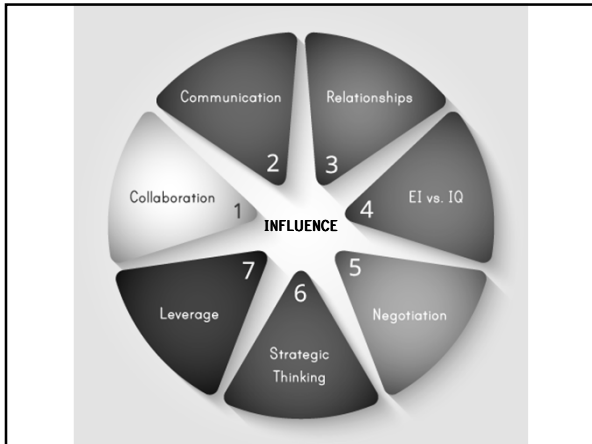 Communication
2
Relationships
3
Collaboration
1
EI vs. IQ
4
INFLUENCE
7
Leverage
6
Strategic
Thinking
5
Negotiation